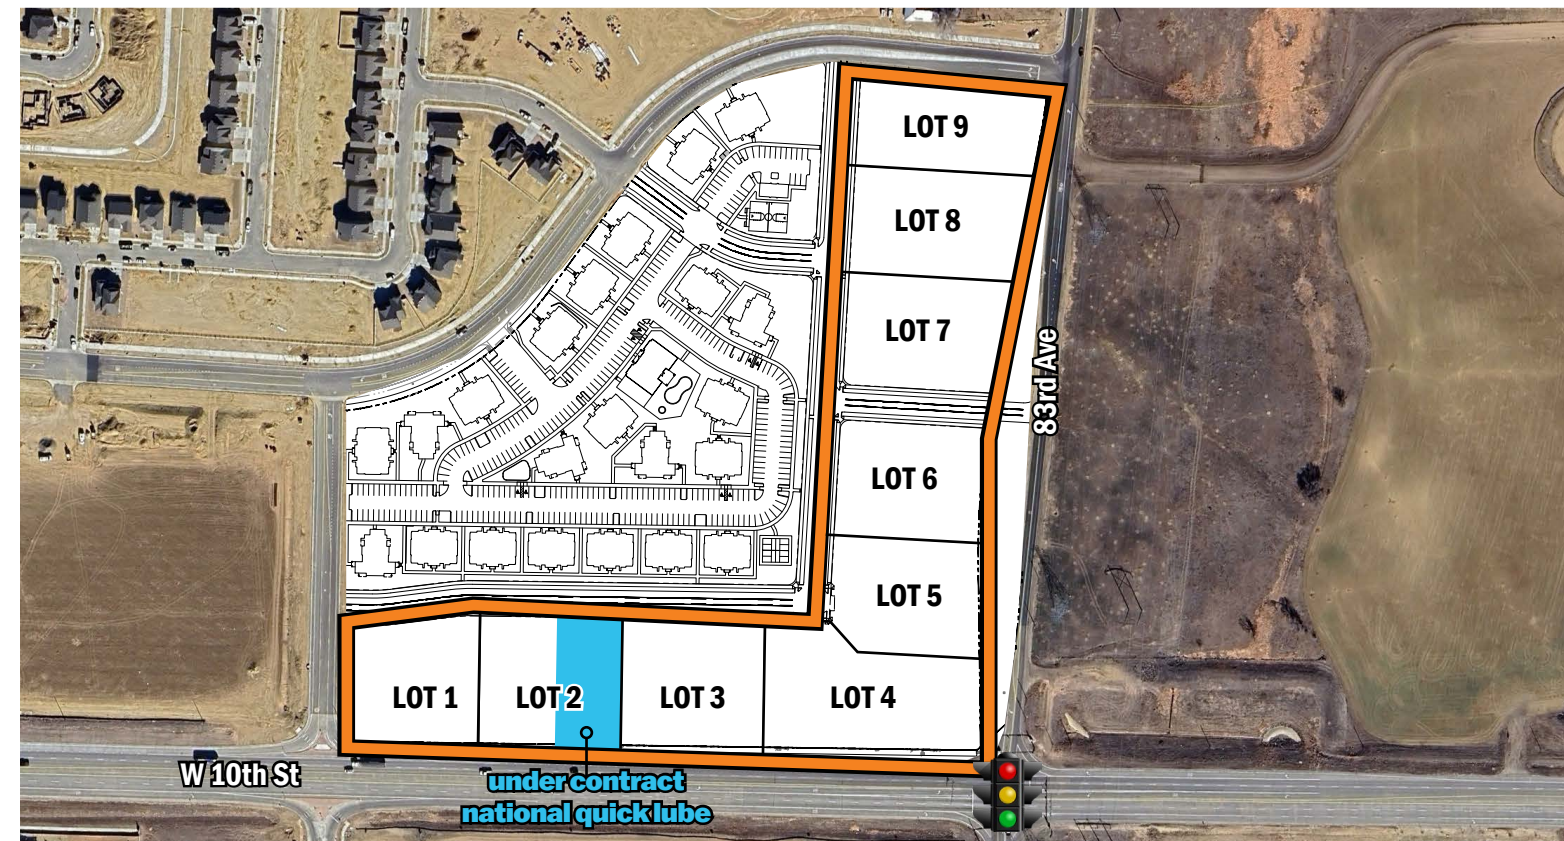 LOT 9
LOT 8
LOT 7
83rd Ave
LOT 6
LOT 5
LOT 1
LOT 2
LOT 3
LOT 4
W 10th St
under contract
national quick lube